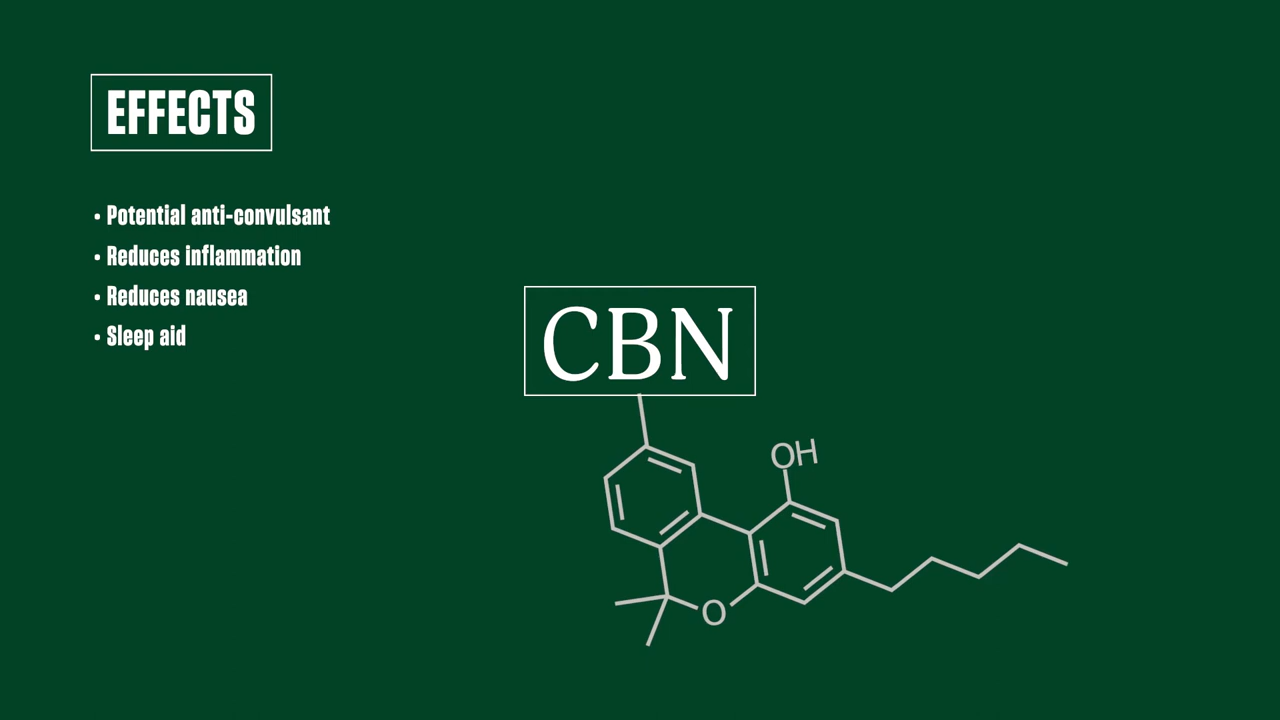 EFFECTS
• Potential anti-convulsant
• Reduces inflammation
• Reduces nausea
• Sleep aid
CBN
OH
O